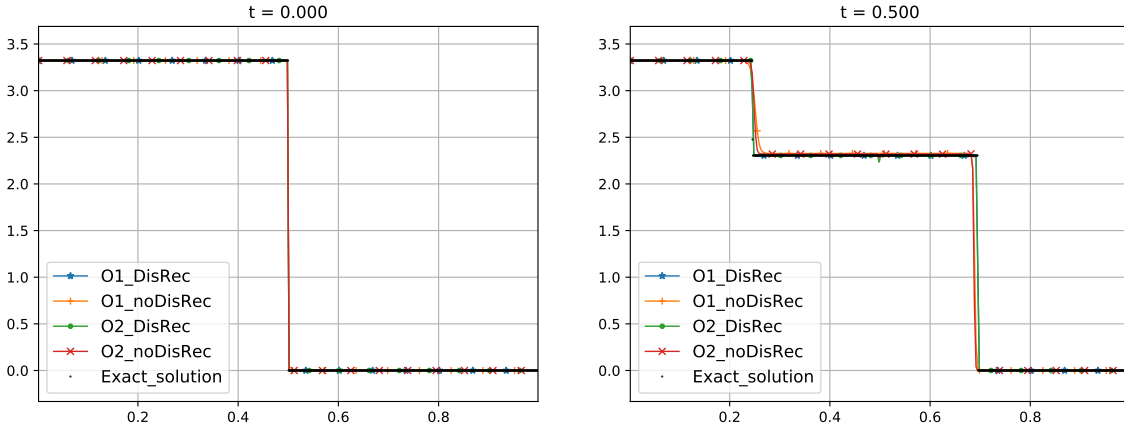 t = 0.000
3.5
3.0
2.5
2.0
1.5
1.0
0.5
0.0
O1_DisRec
O1_noDisRec
O2_DisRec
O2_noDisRec
Exact_solution
0.2 0.4 0.6 0.8
t = 0.500
3.5
3.0
2.5
2.0
1.5
1.0
0.5
0.0
O1_DisRec
O1_noDisRec
O2_DisRec
O2_noDisRec
Exact_solution
0.2 0.4 0.6 0.8